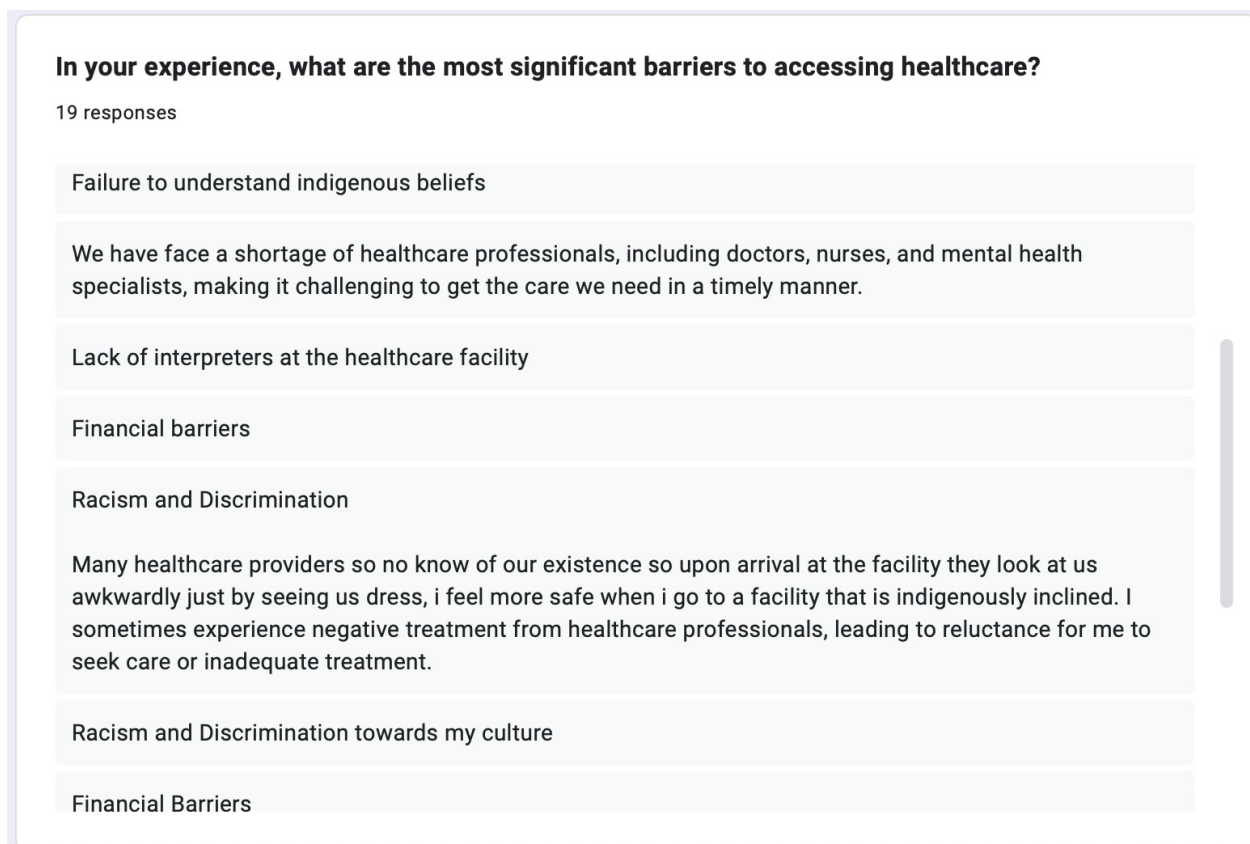 In your experience, what are the most significant barriers to accessing healthcare?
19 responses
Failure to understand indigenous beliefs
We have face a shortage of healthcare professionals, including doctors, nurses, and mental health
specialists, making it challenging to get the care we need in a timely manner.
Lack of interpreters at the healthcare facility
Financial barriers
Racism and Discrimination
Many healthcare providers so no know of our existence so upon arrival at the facility they look at us
awkwardly just by seeing us dress, i feel more safe when i go to a facility that is indigenously inclined. I
sometimes experience negative treatment from healthcare professionals, leading to reluctance for me to
seek care or inadequate treatment.
Racism and Discrimination towards my culture
Financial Barriers